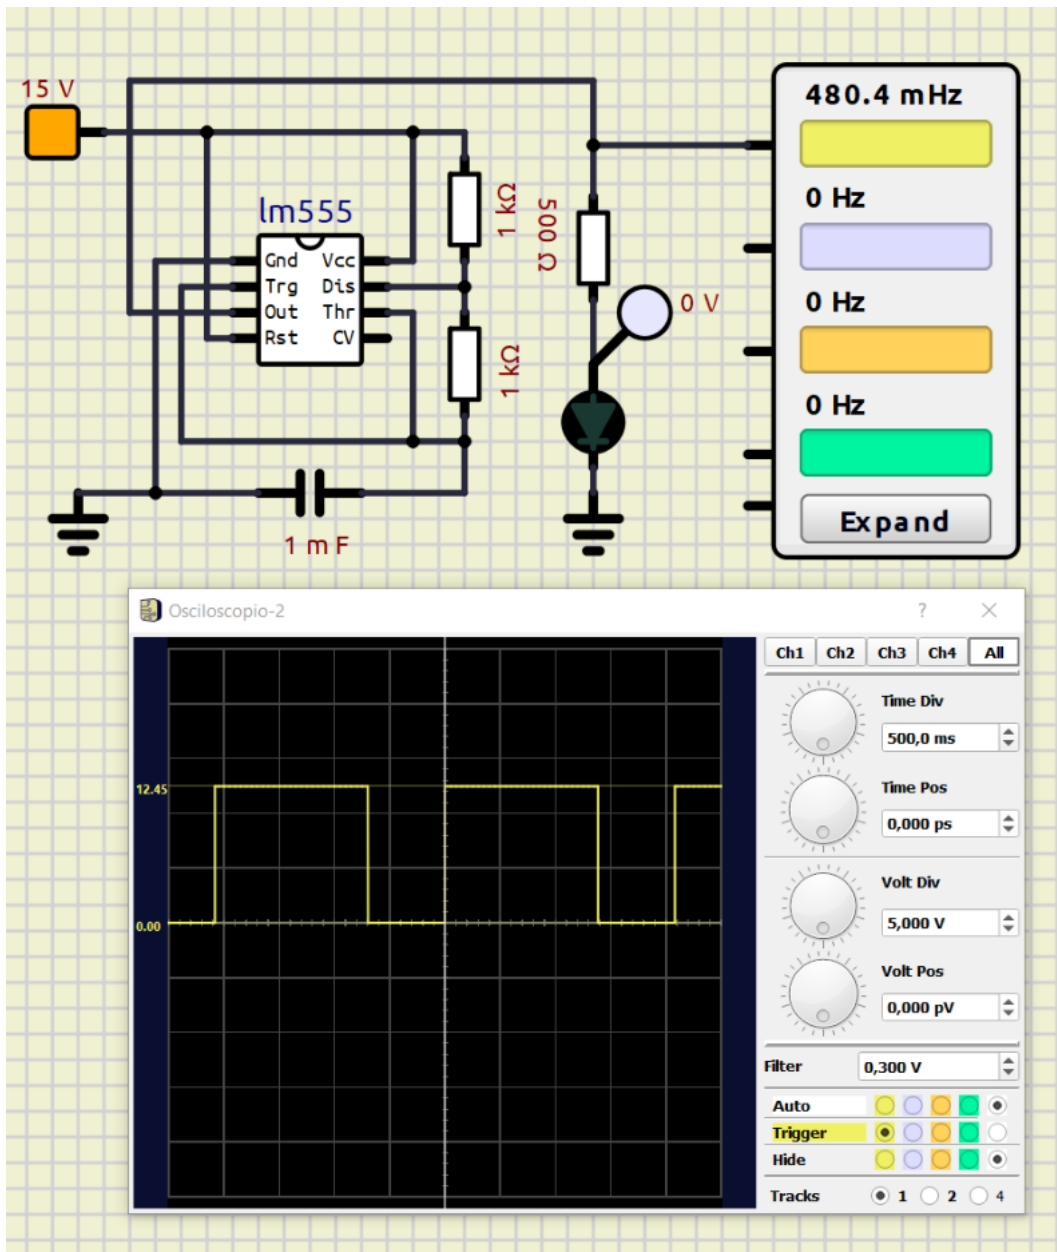 15 V
480.4 mHz
0 Hz
0 Hz
0 Hz
Expand
lm555
Gnd Vcc
Trg Dis
Out Thr
Rst CV
1 kΩ
1 kΩ
500 Ω
0 V
1 mF
Osciloscopio-2
?
12.45
0.00
Ch1 Ch2 Ch3 Ch4 All
Time Div
500,0 ms
Time Pos
0,000 ps
Volt Div
5,000 V
Volt Pos
0,000 pV
Filter 0,300 V
Auto
Trigger
Hide
Tracks 1 2 4